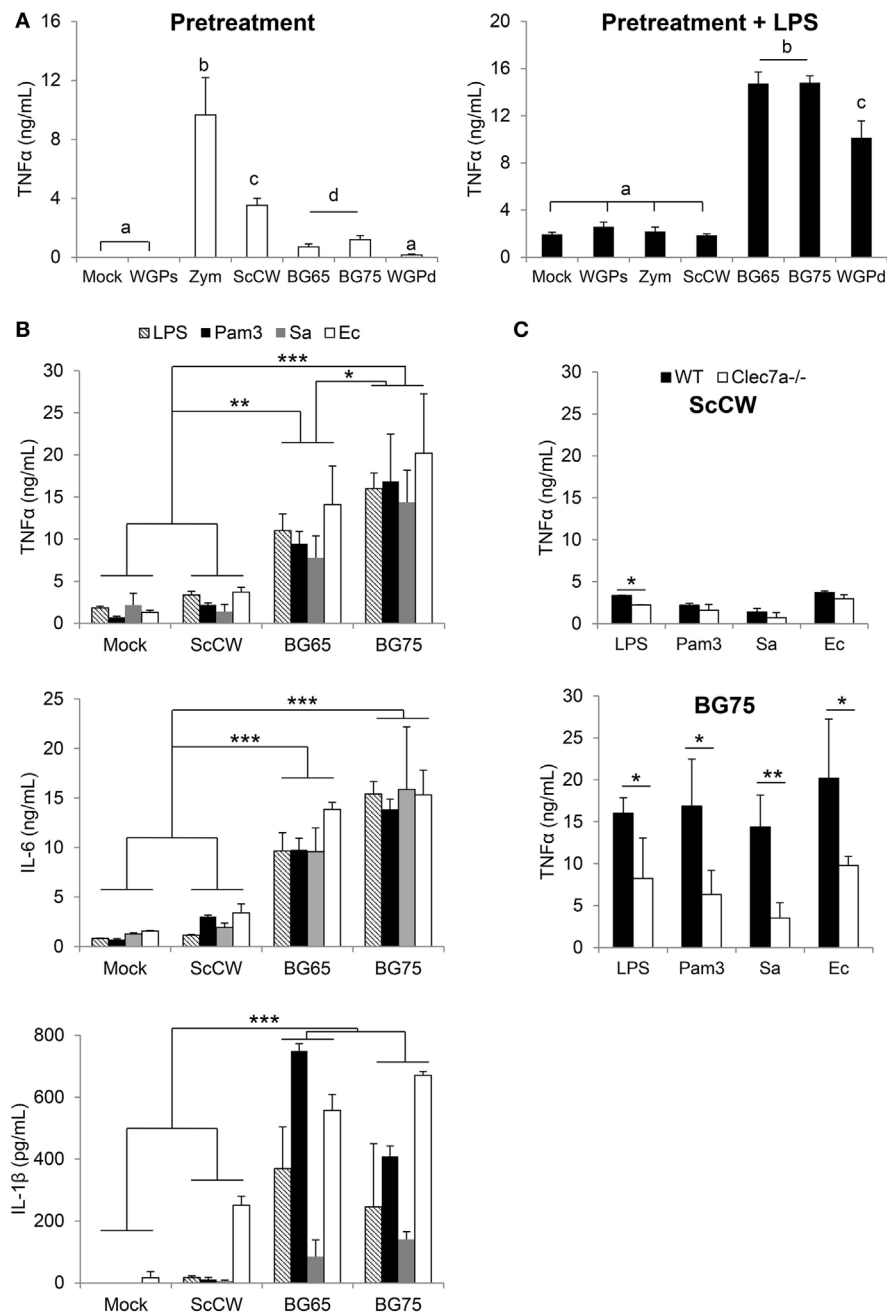 A
Pretreatment
Pretreatment + LPS
TNFα (ng/mL)
16
12
8
4
0
a
b
c
d
a
Mock WGPs Zym ScCW BG65 BG75 WGPd
TNFα (ng/mL)
20
16
12
8
4
0
a
b
c
Mock WGPs Zym ScCW BG65 BG75 WGPd
B
LPS Pam3 Sa Ec
TNFα (ng/mL)
30
25
20
15
10
5
0
***
*
**
Mock ScCW BG65 BG75
IL-6 (ng/mL)
25
20
15
10
5
0
***
***
Mock ScCW BG65 BG75
IL-1β (pg/mL)
800
600
400
200
0
***
Mock ScCW BG65 BG75
C
WT Clec7a-/-
ScCW
TNFα (ng/mL)
30
25
20
15
10
5
0
*
LPS Pam3 Sa Ec
BG75
TNFα (ng/mL)
30
25
20
15
10
5
0
*
*
**
*
LPS Pam3 Sa Ec